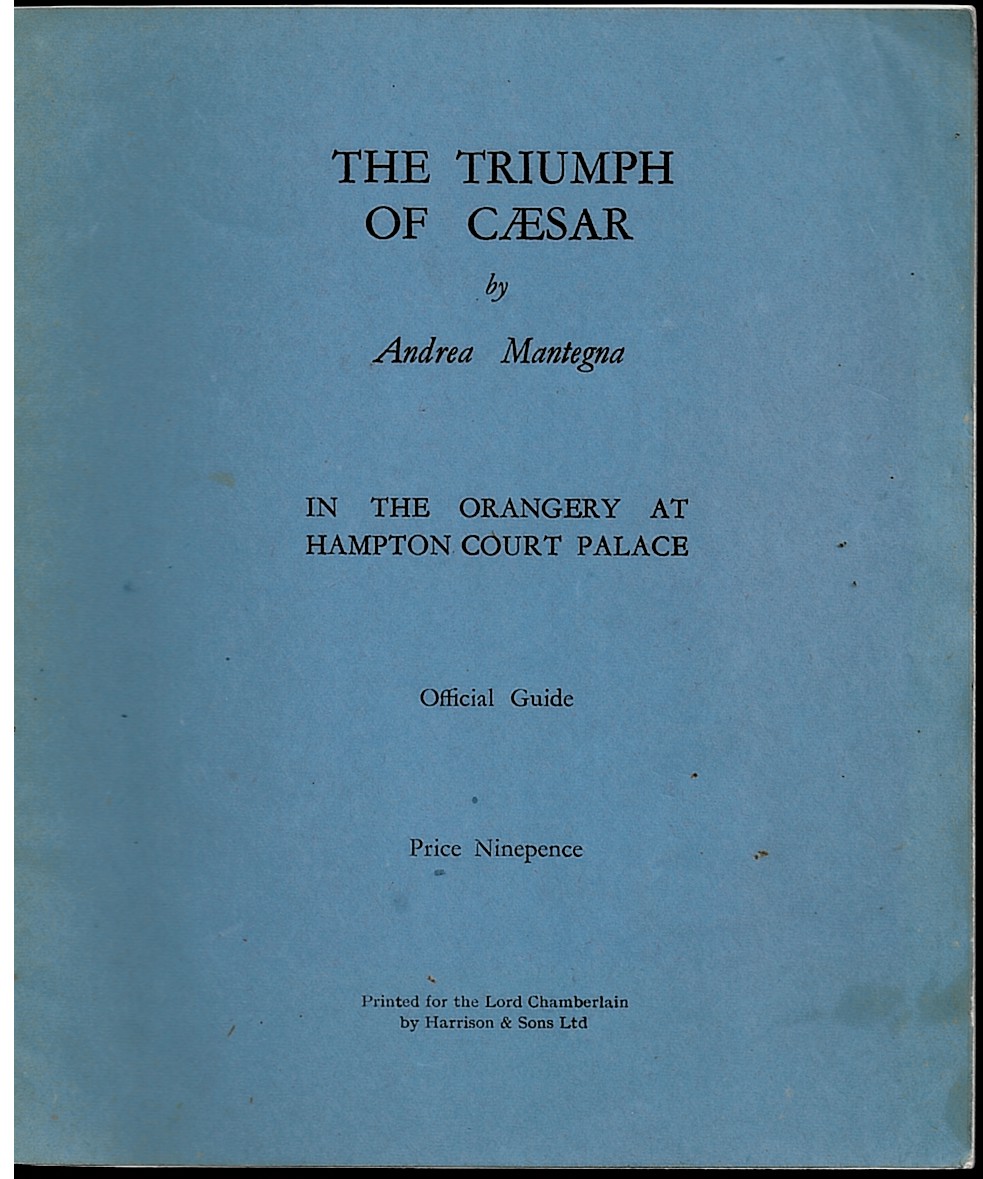 THE TRIUMPH
OF CÆSAR
by
Andrea Mantegna
IN THE ORANGERY AT
HAMPTON COURT PALACE
Official Guide
Price Ninepence
Printed for the Lord Chamberlain
by Harrison & Sons Ltd